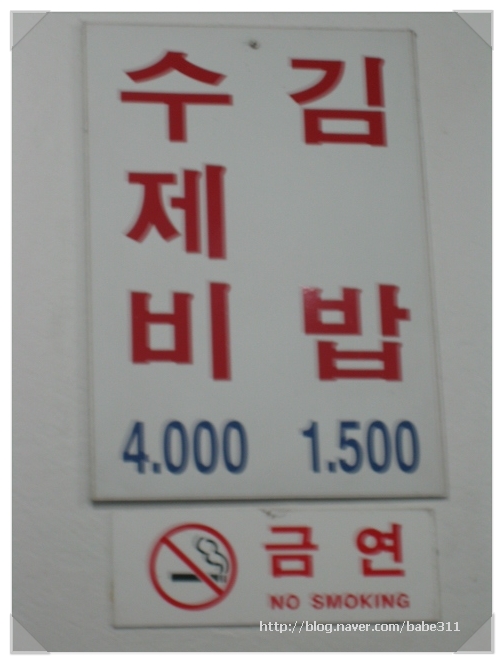 수제비
4.000
김밥
1.500
금연
NO SMOKING
http://blog.naver.com/babe311